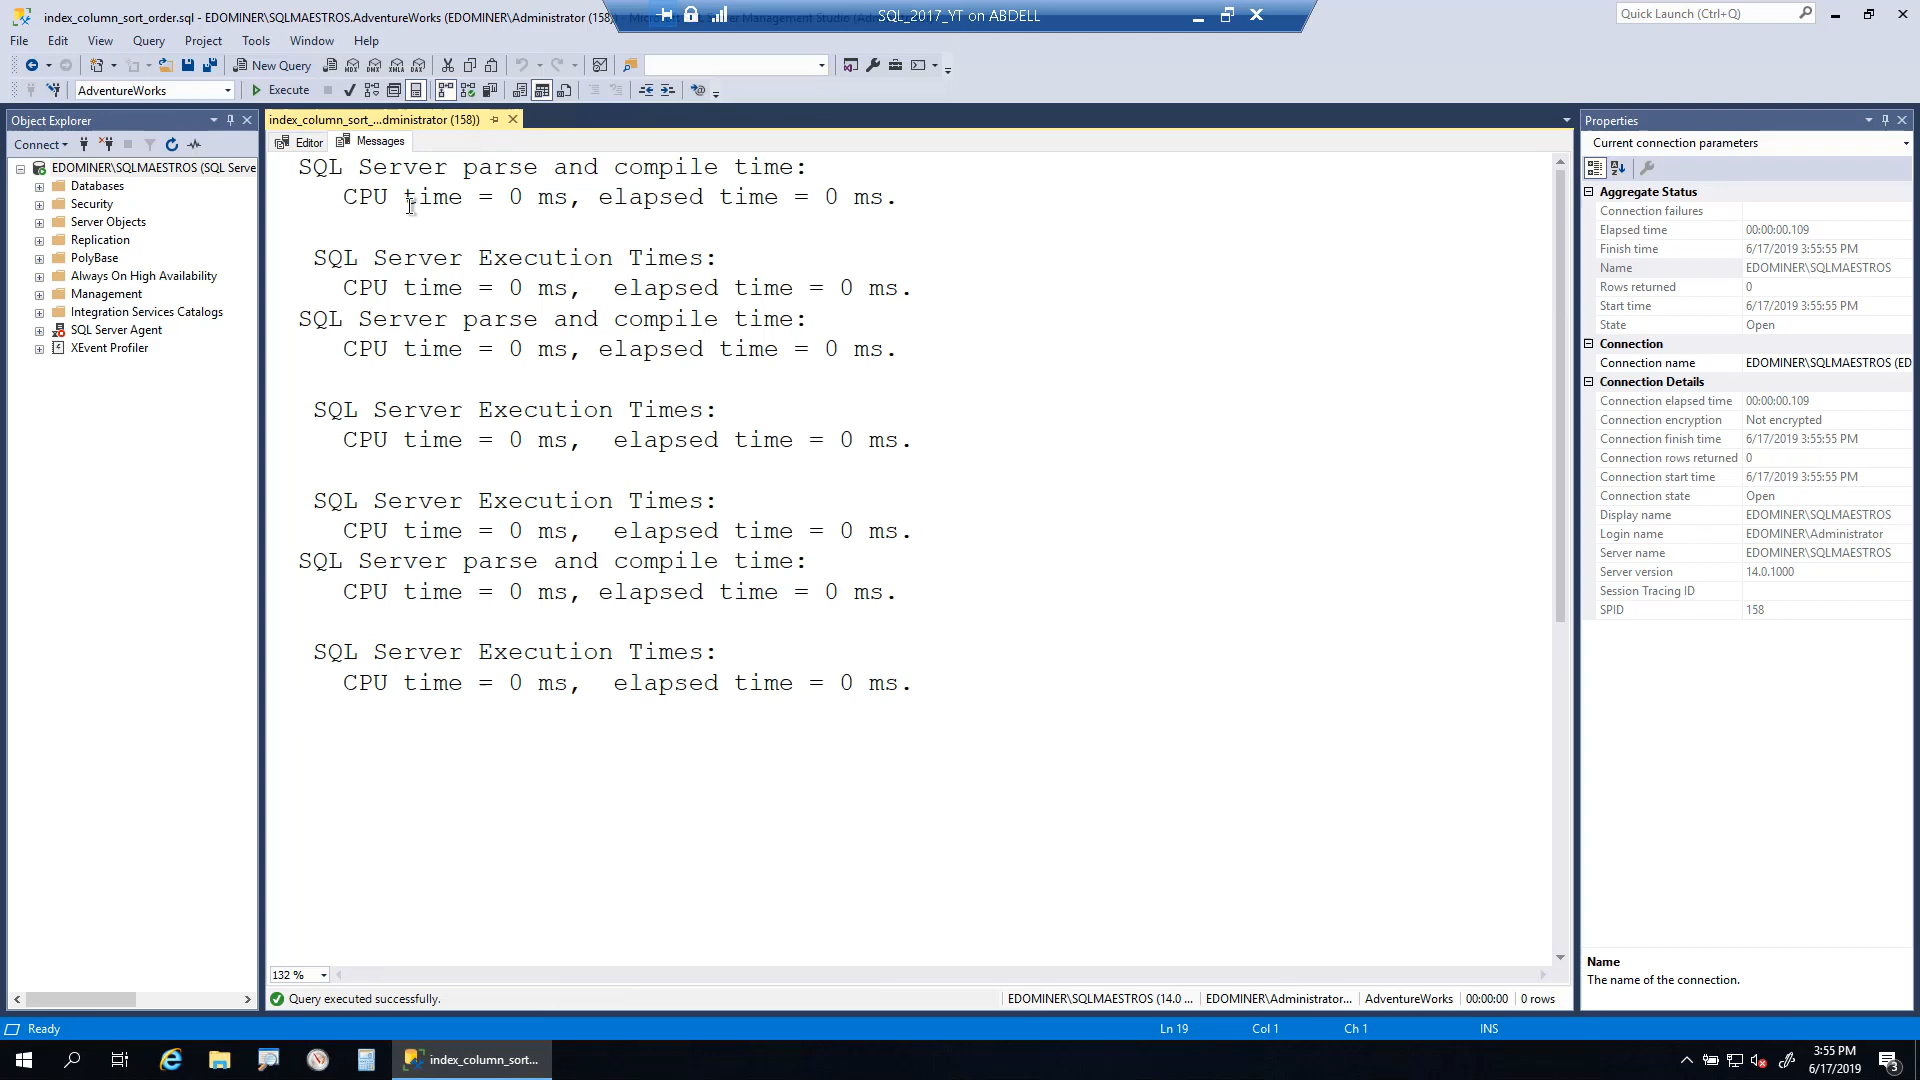 index_column_sort_order.sql - EDOMINER\SQLMAESTROS.AdventureWorks (EDOMINER\Administrator (158))
SQL_2017_YT on ABDELL
Quick Launch (Ctrl+Q)
File Edit View Query Project Tools Window Help
New Query
AdventureWorks Execute
Object Explorer
Connect
EDOMINER\SQLMAESTROS (SQL Serve
Databases
Security
Server Objects
Replication
PolyBase
Always On High Availability
Management
Integration Services Catalogs
SQL Server Agent
XEvent Profiler
index_column_sort_...dministrator (158))
Editor Messages
SQL Server parse and compile time:
CPU time = 0 ms, elapsed time = 0 ms.
SQL Server Execution Times:
CPU time = 0 ms,  elapsed time = 0 ms.
SQL Server parse and compile time:
CPU time = 0 ms, elapsed time = 0 ms.
SQL Server Execution Times:
CPU time = 0 ms,  elapsed time = 0 ms.
SQL Server Execution Times:
CPU time = 0 ms,  elapsed time = 0 ms.
SQL Server parse and compile time:
CPU time = 0 ms, elapsed time = 0 ms.
SQL Server Execution Times:
CPU time = 0 ms,  elapsed time = 0 ms.
132 %
Query executed successfully. EDOMINER\SQLMAESTROS (14.0 ... EDOMINER\Administrator... AdventureWorks 00:00:00 0 rows
Properties
Current connection parameters
Aggregate Status
Connection failures
Elapsed time 00:00:00.109
Finish time 6/17/2019 3:55:55 PM
Name EDOMINER\SQLMAESTROS
Rows returned 0
Start time 6/17/2019 3:55:55 PM
State Open
Connection
Connection name EDOMINER\SQLMAESTROS (ED
Connection Details
Connection elapsed time 00:00:00.109
Connection encryption Not encrypted
Connection finish time 6/17/2019 3:55:55 PM
Connection rows returned 0
Connection start time 6/17/2019 3:55:55 PM
Connection state Open
Display name EDOMINER\SQLMAESTROS
Login name EDOMINER\Administrator
Server name EDOMINER\SQLMAESTROS
Server version 14.0.1000
Session Tracing ID
SPID 158
Name
The name of the connection.
Ready Ln 19 Col 1 Ch 1 INS
index_column_sort...
3:55 PM
6/17/2019
3